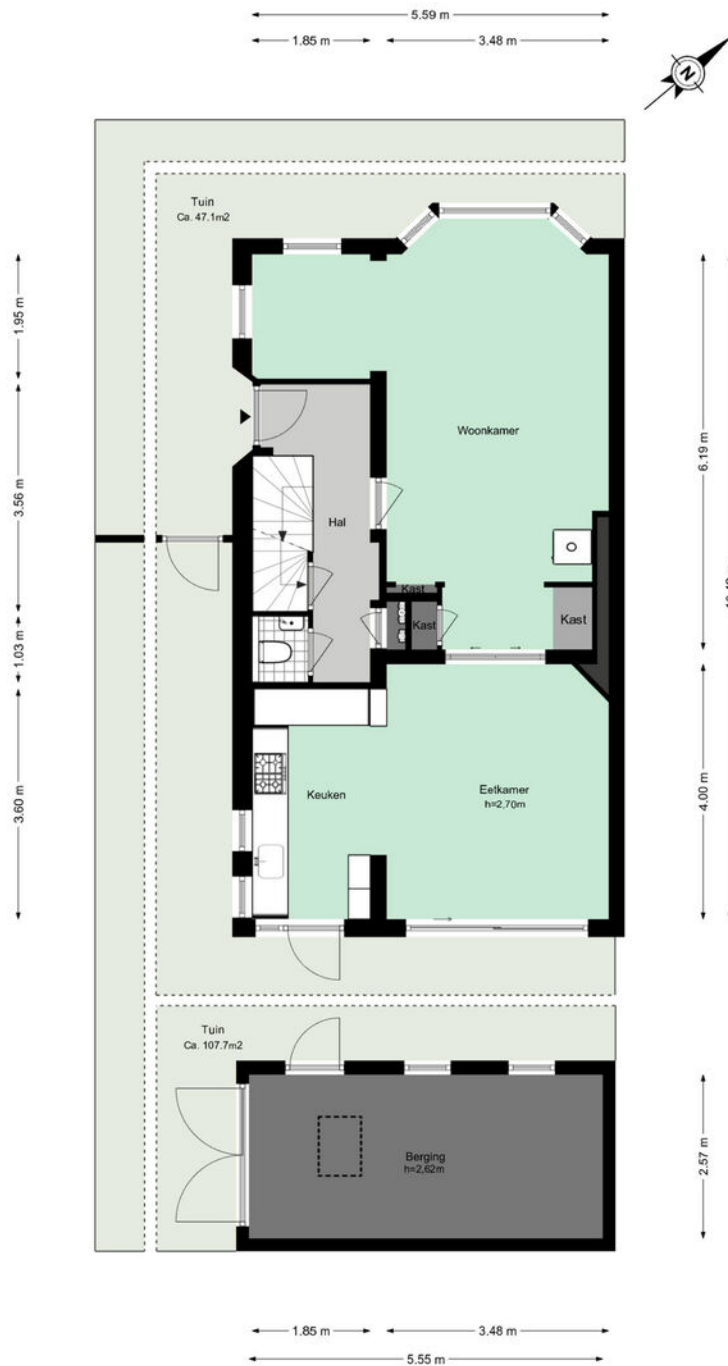 5.59 m
1.85 m
3.48 m
N
Tuin
Ca. 47.1m2
1.95 m
3.56 m
1.03 m
3.60 m
6.19 m
4.00 m
Woonkamer
Hal
Kast
Kast
Kast
Keuken
Eetkamer
h=2,70m
Tuin
Ca. 107.7m2
Berging
h=2,62m
2.57 m
1.85 m
3.48 m
5.55 m